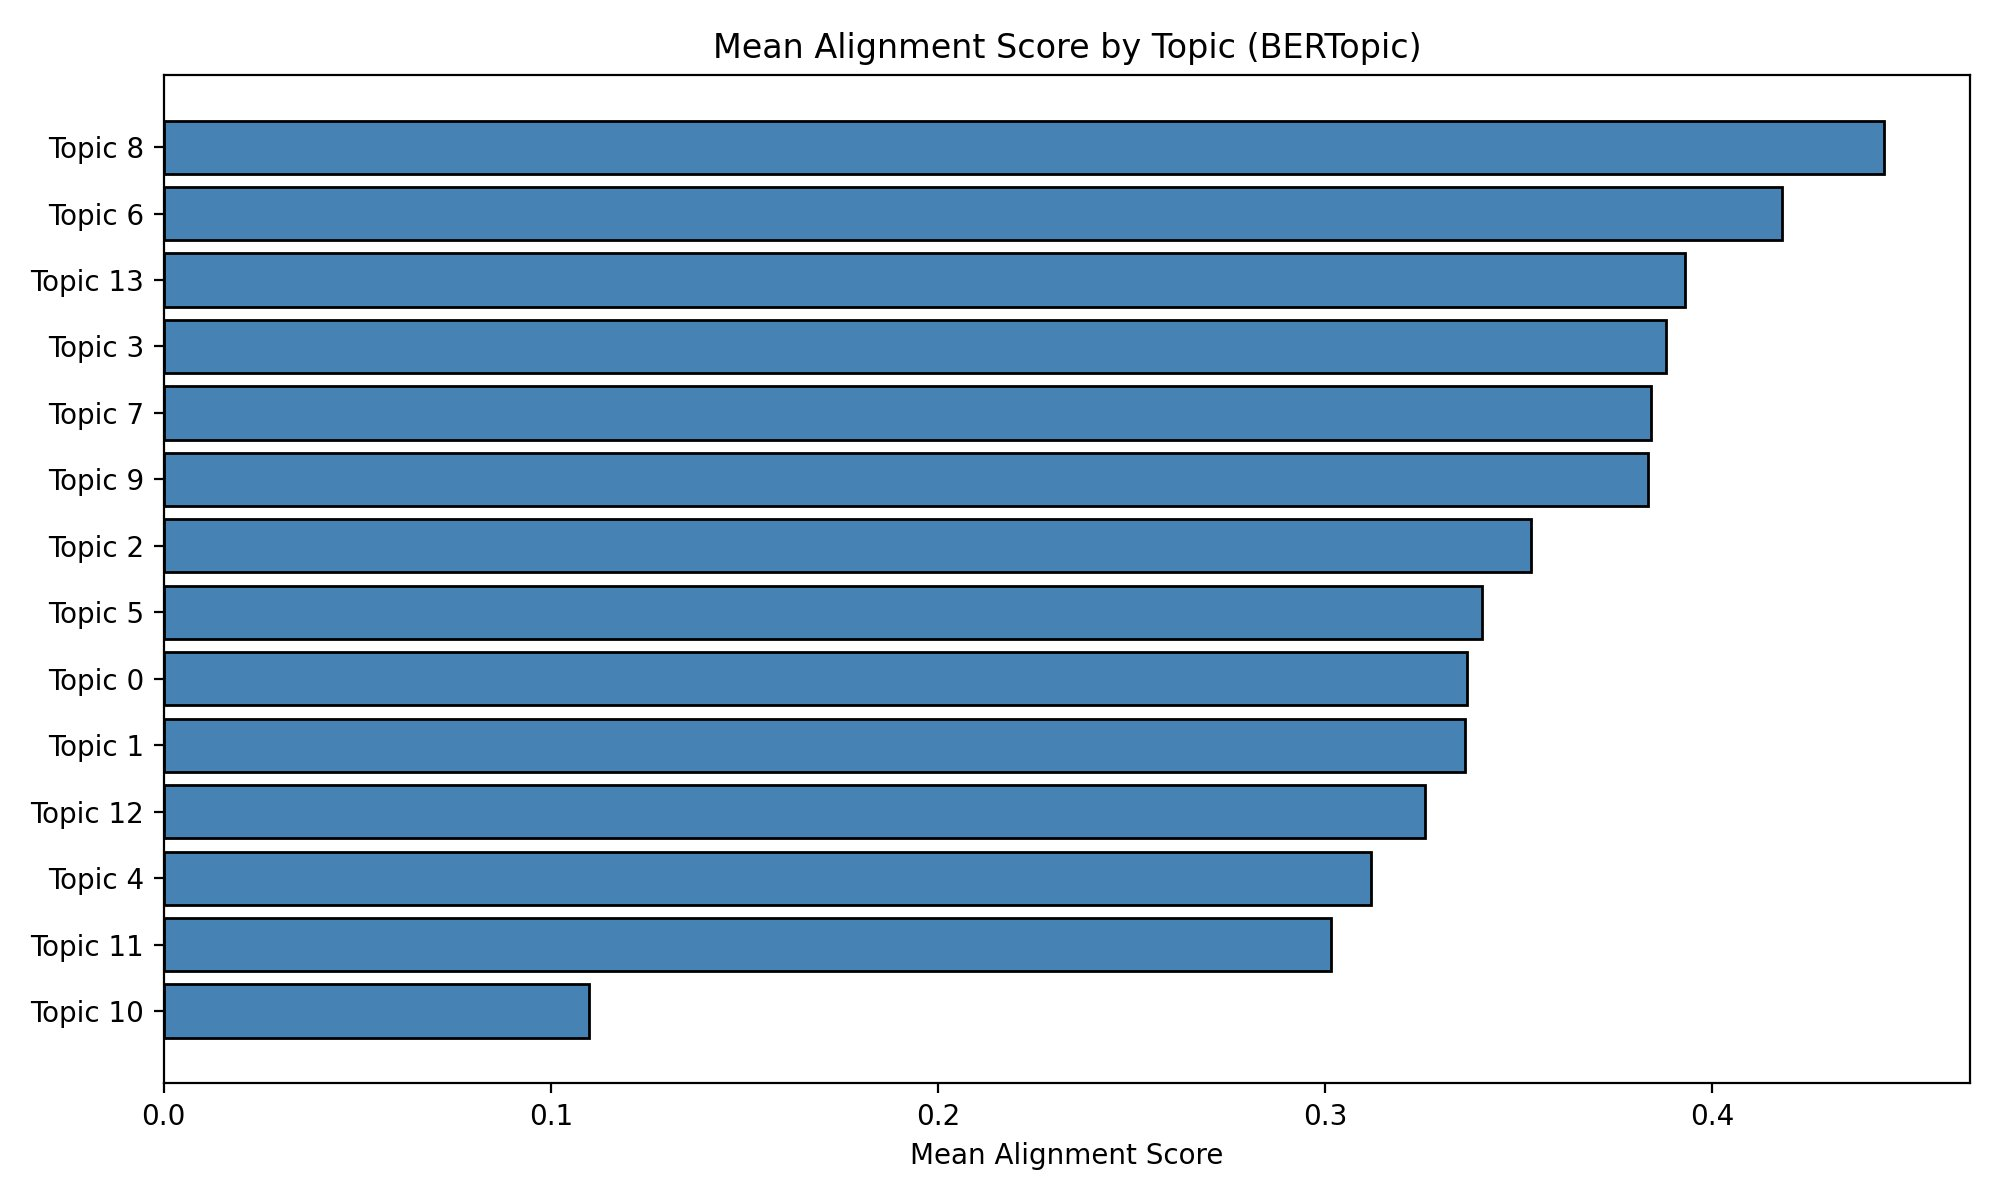 Mean Alignment Score by Topic (BERTopic)
Topic 8
Topic 6
Topic 13
Topic 3
Topic 7
Topic 9
Topic 2
Topic 5
Topic 0
Topic 1
Topic 12
Topic 4
Topic 11
Topic 10
0.0 0.1 0.2 0.3 0.4
Mean Alignment Score